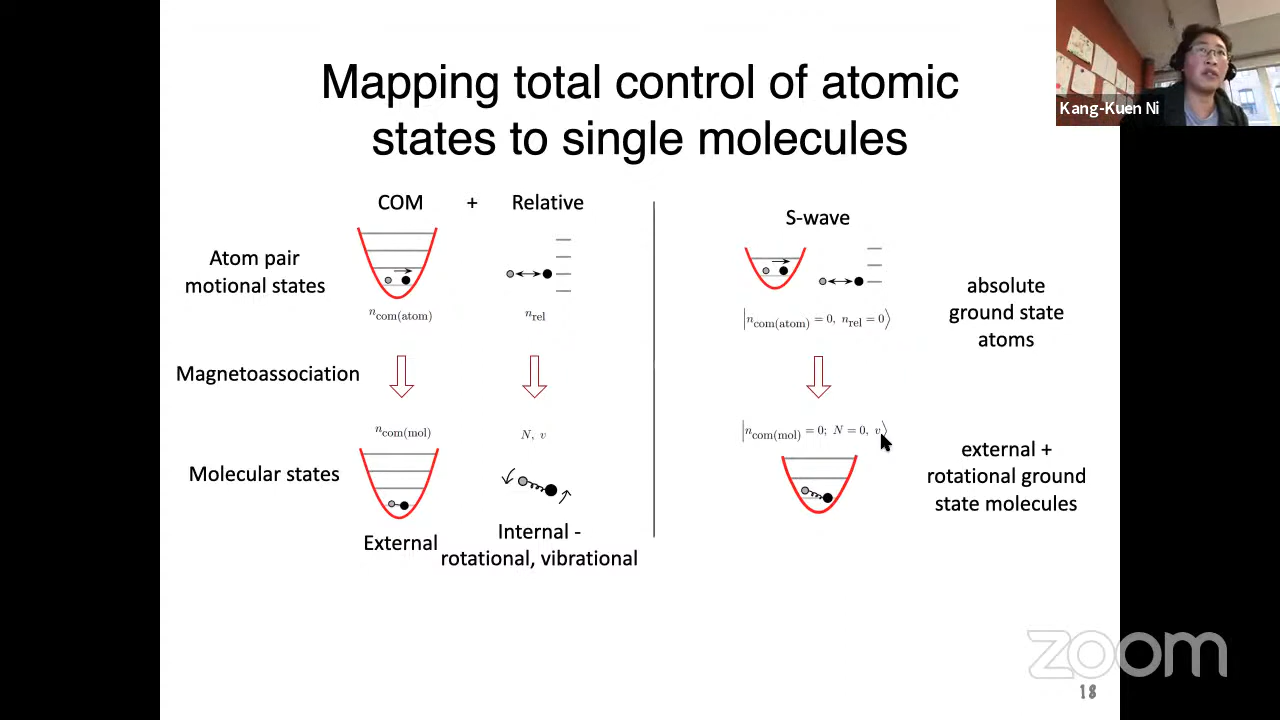 Mapping total control of atomic
states to single molecules
Kang-Kuen Ni
COM + Relative
Atom pair
motional states
n_com(atom)
n_rel
Magnetoassociation
n_com(mol)
N, v
Molecular states
External
Internal -
rotational, vibrational
S-wave
|n_com(atom) = 0, n_rel = 0⟩
absolute
ground state
atoms
|n_com(mol) = 0; N = 0, v⟩
external +
rotational ground
state molecules
zoom
18